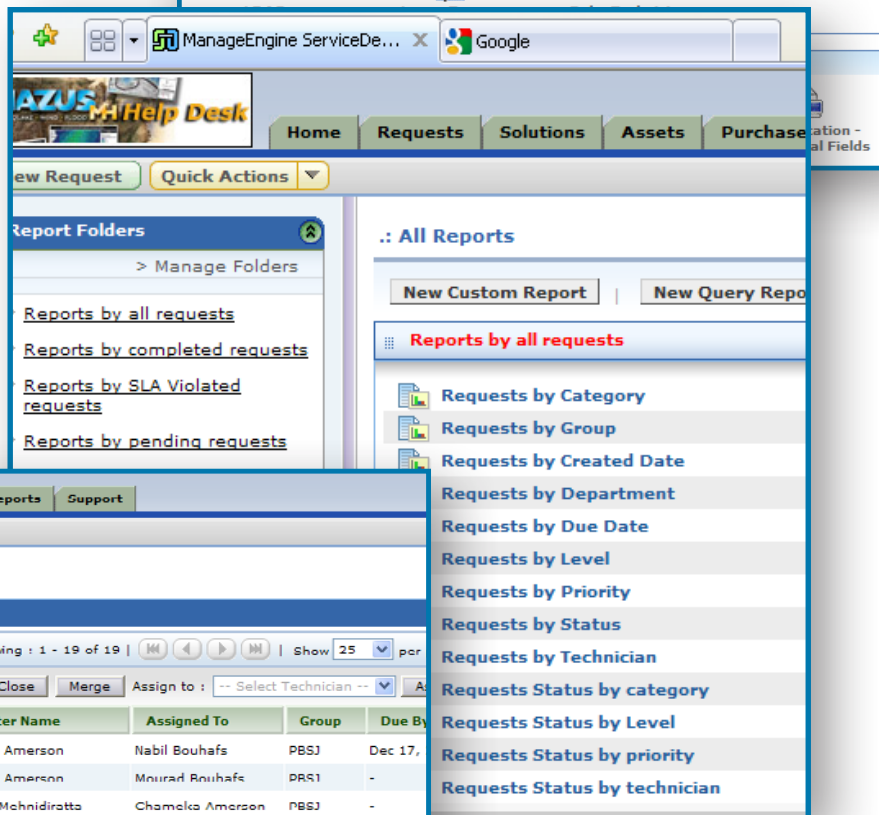 ManageEngine ServiceDe... X
Google
AZUS MH Help Desk
Home Requests Solutions Assets Purchase
ation -
al Fields
ew Request Quick Actions
Report Folders
> Manage Folders
Reports by all requests
Reports by completed requests
Reports by SLA Violated
requests
Reports by pending requests
.: All Reports
New Custom Report | New Query Repo
Reports by all requests
Requests by Category
Requests by Group
Requests by Created Date
Requests by Department
Requests by Due Date
Requests by Level
Requests by Priority
Requests by Status
Requests by Technician
Requests Status by category
Requests Status by Level
Requests Status by priority
Requests Status by technician
eports Support
ing : 1 - 19 of 19 | | Show 25 per
Close Merge Assign to : -- Select Technician -- A
ter Name Assigned To Group Due By
Amerson Nabil Bouhafs PBSJ Dec 17,
Amerson Mourad Bouhafs PBSJ -
Mehndiratta Chameka Amerson PBSJ -